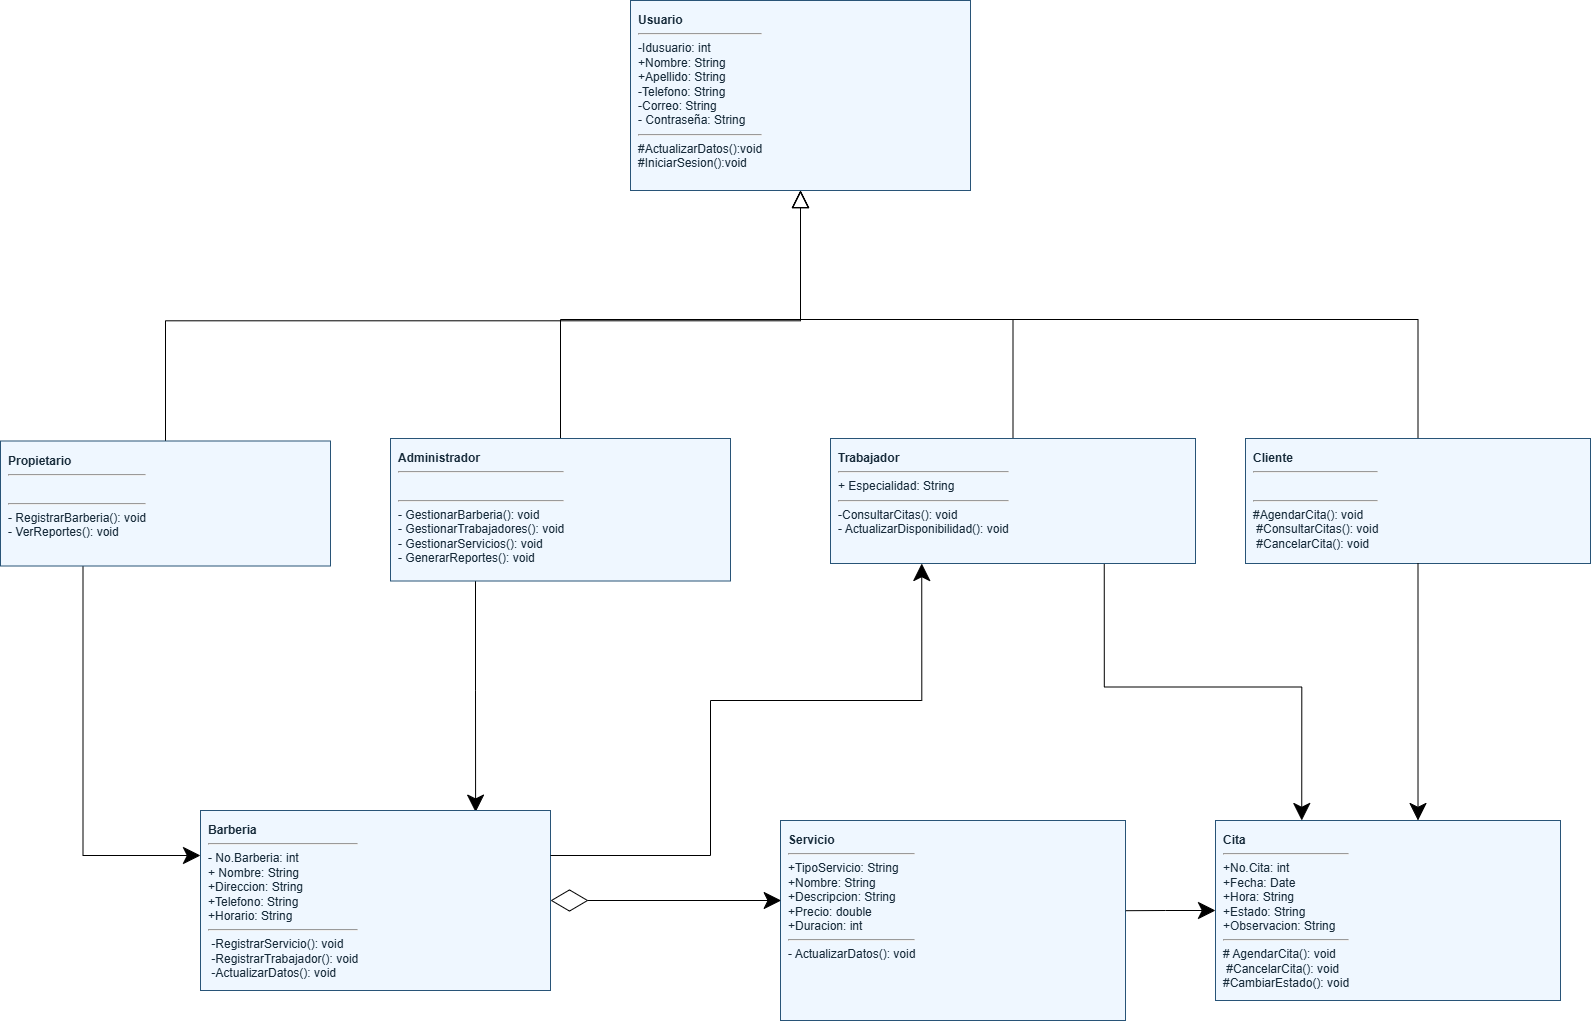 Usuario
-Idusuario: int
+Nombre: String
+Apellido: String
-Telefono: String
-Correo: String
- Contraseña: String
#ActualizarDatos():void
#IniciarSesion():void
Propietario
- RegistrarBarberia(): void
- VerReportes(): void
Administrador
- GestionarBarberia(): void
- GestionarTrabajadores(): void
- GestionarServicios(): void
- GenerarReportes(): void
Trabajador
+ Especialidad: String
-ConsultarCitas(): void
- ActualizarDisponibilidad(): void
Cliente
#AgendarCita(): void
#ConsultarCitas(): void
#CancelarCita(): void
Barberia
- No.Barberia: int
+ Nombre: String
+Direccion: String
+Telefono: String
+Horario: String
-RegistrarServicio(): void
-RegistrarTrabajador(): void
-ActualizarDatos(): void
Servicio
+TipoServicio: String
+Nombre: String
+Descripcion: String
+Precio: double
+Duracion: int
- ActualizarDatos(): void
Cita
+No.Cita: int
+Fecha: Date
+Hora: String
+Estado: String
+Observacion: String
# AgendarCita(): void
#CancelarCita(): void
#CambiarEstado(): void